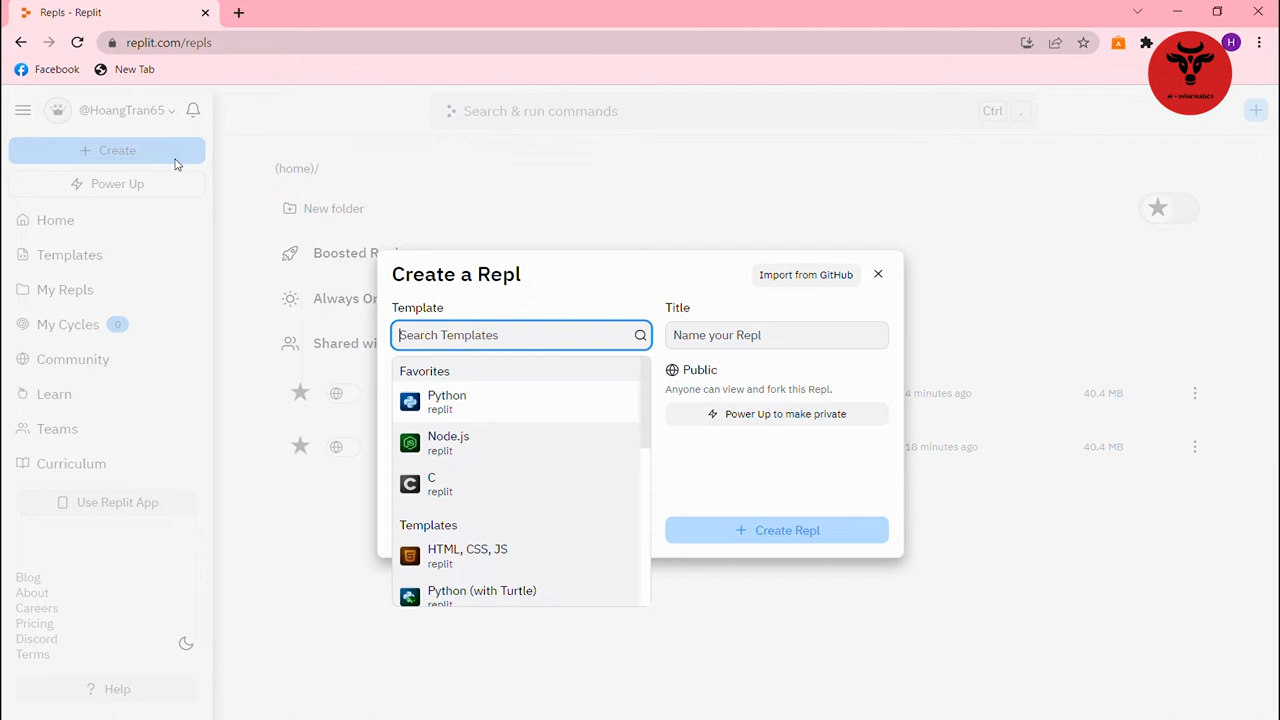 Repls - Replit
replit.com/repls
H
Facebook
New Tab
H - Informatics
@HoangTran65
Search & run commands
Ctrl
.
Create
Power Up
Home
Templates
My Repls
My Cycles
0
Community
Learn
Teams
Curriculum
Use Replit App
Blog
About
Careers
Pricing
Discord
Terms
Help
(home)/
New folder
Boosted R
Always On
Shared wi
4 minutes ago
40.4 MB
18 minutes ago
40.4 MB
Create a Repl
Import from GitHub
Template
Search Templates
Favorites
Python
replit
Node.js
replit
C
replit
Templates
HTML, CSS, JS
replit
Python (with Turtle)
replit
Title
Name your Repl
Public
Anyone can view and fork this Repl.
Power Up to make private
Create Repl